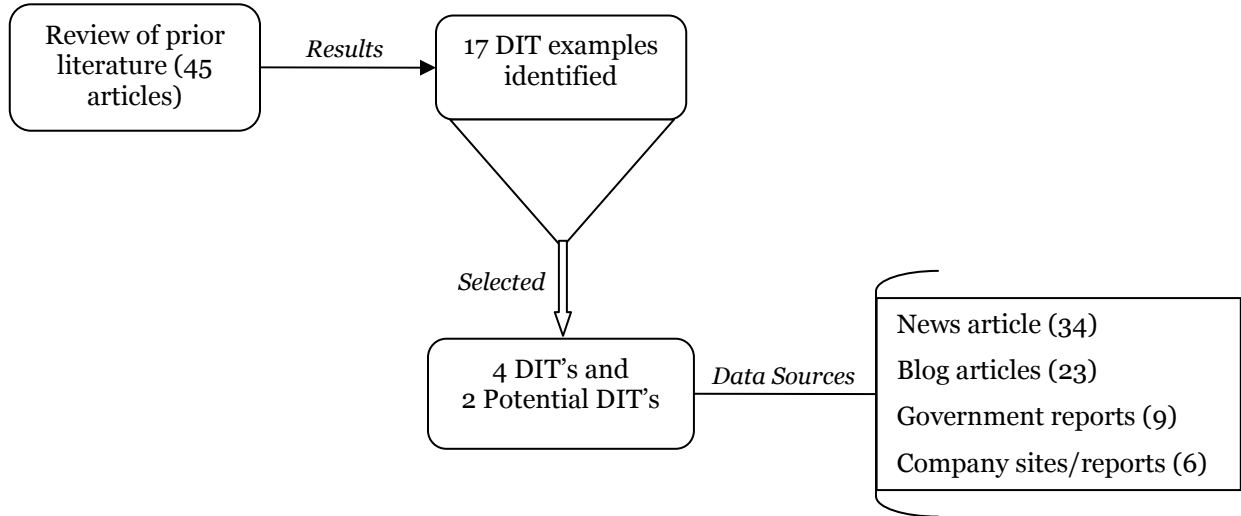 Review of prior
literature (45
articles)
Results
17 DIT examples
identified
Selected
4 DIT’s and
2 Potential DIT’s
Data Sources
News article (34)
Blog articles (23)
Government reports (9)
Company sites/reports (6)